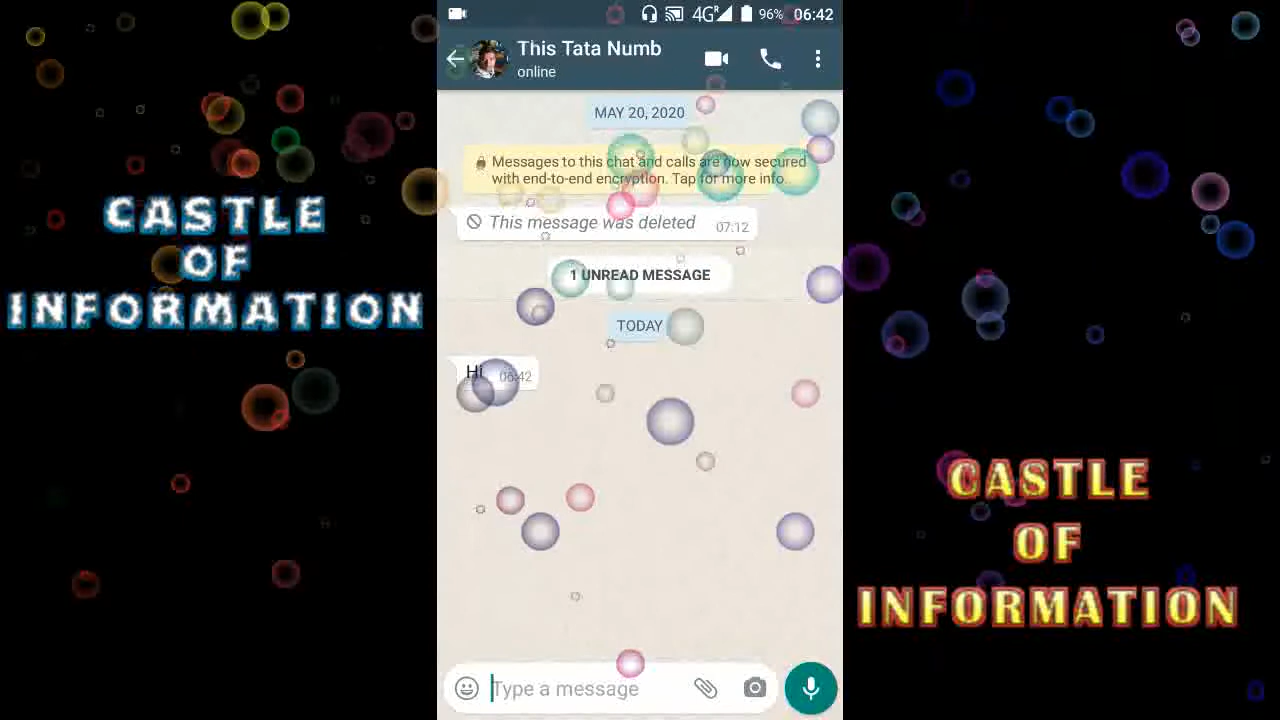 CASTLE
OF
INFORMATION
4G R 96% 06:42
This Tata Numb
online
MAY 20, 2020
Messages to this chat and calls are now secured
with end-to-end encryption. Tap for more info.
This message was deleted 07:12
1 UNREAD MESSAGE
TODAY
Hi 06:42
Type a message
CASTLE
OF
INFORMATION